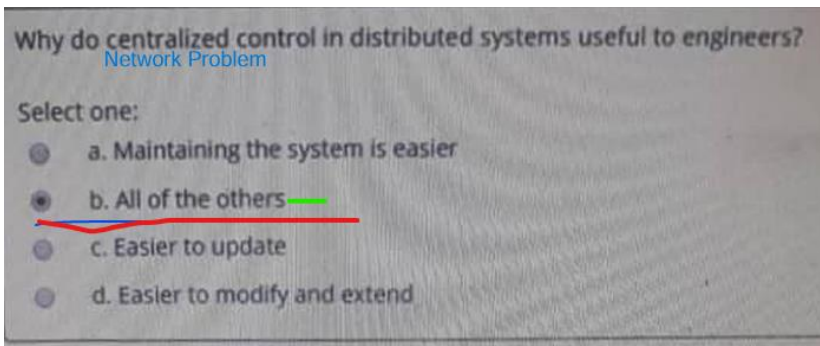 Why do centralized control in distributed systems useful to engineers?
Network Problem
Select one:
a. Maintaining the system is easier
b. All of the others
c. Easier to update
d. Easier to modify and extend